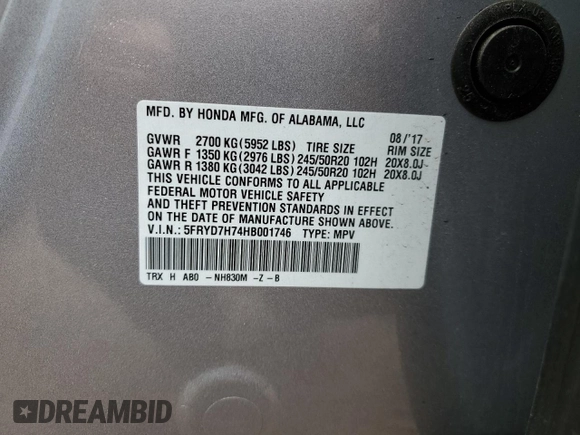 MFD. BY HONDA MFG. OF ALABAMA, LLC
GVWR 2700 KG(5952 LBS) TIRE SIZE 08/'17 RIM SIZE
GAWR F 1350 KG(2976 LBS)245/50R20 102H 20X8.0J
GAWR R 1380 KG(3042 LBS)245/50R20 102H 20X8.0J
THIS VEHICLE CONFORMS TO ALL APPLICABLE
FEDERAL MOTOR VEHICLE SAFETY
AND THEFT PREVENTION STANDARDS IN EFFECT
ON THE DATE OF MANUFACTURE SHOWN ABOVE.
V.I.N.: 5FRYD7H74HB001746 TYPE: MPV
TRX H AB0 -NH830M -Z -B
DREAMBID